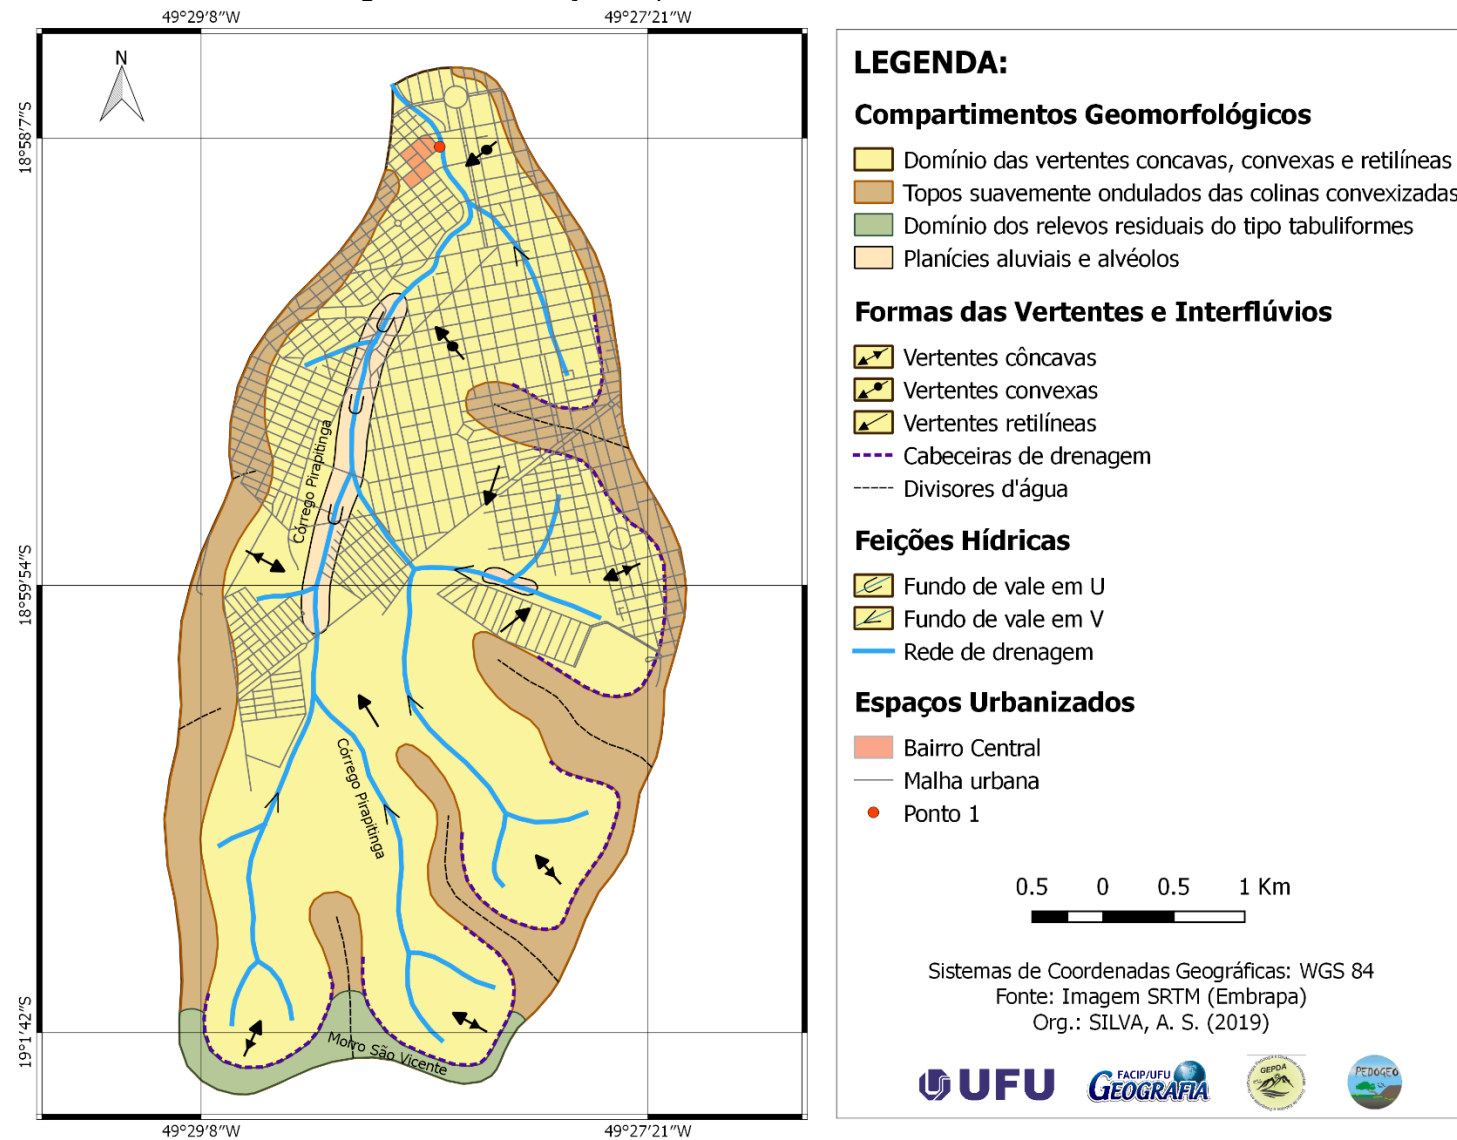 49°29'8"W
49°27'21"W
N
18°58'7"S
18°59'54"S
19°1'42"S
Córrego Pirapitinga
Córrego Pirapitinga
Morro São Vicente
49°29'8"W
49°27'21"W
LEGENDA:
Compartimentos Geomorfológicos
Domínio das vertentes concavas, convexas e retilíneas
Topos suavemente ondulados das colinas convexizadas
Domínio dos relevos residuais do tipo tabuliformes
Planícies aluviais e alvéolos
Formas das Vertentes e Interflúvios
Vertentes côncavas
Vertentes convexas
Vertentes retilíneas
Cabeceiras de drenagem
Divisores d'água
Feições Hídricas
Fundo de vale em U
Fundo de vale em V
Rede de drenagem
Espaços Urbanizados
Bairro Central
Malha urbana
Ponto 1
0.5 0 0.5 1 Km
Sistemas de Coordenadas Geográficas: WGS 84
Fonte: Imagem SRTM (Embrapa)
Org.: SILVA, A. S. (2019)
UFU
FACIP/UFU
GEOGRAFIA
GEPDA
PEDOGEO